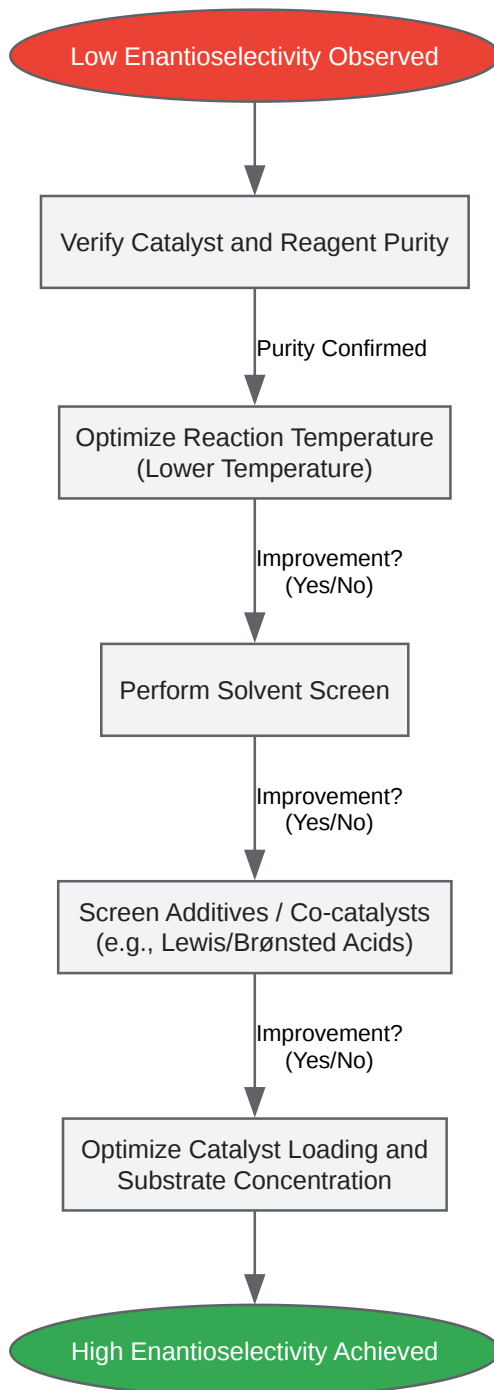 Low Enantioselectivity Observed
Verify Catalyst and Reagent Purity
Purity Confirmed
Optimize Reaction Temperature
(Lower Temperature)
Improvement?
(Yes/No)
Perform Solvent Screen
Improvement?
(Yes/No)
Screen Additives / Co-catalysts
(e.g., Lewis/Brønsted Acids)
Improvement?
(Yes/No)
Optimize Catalyst Loading and
Substrate Concentration
High Enantioselectivity Achieved